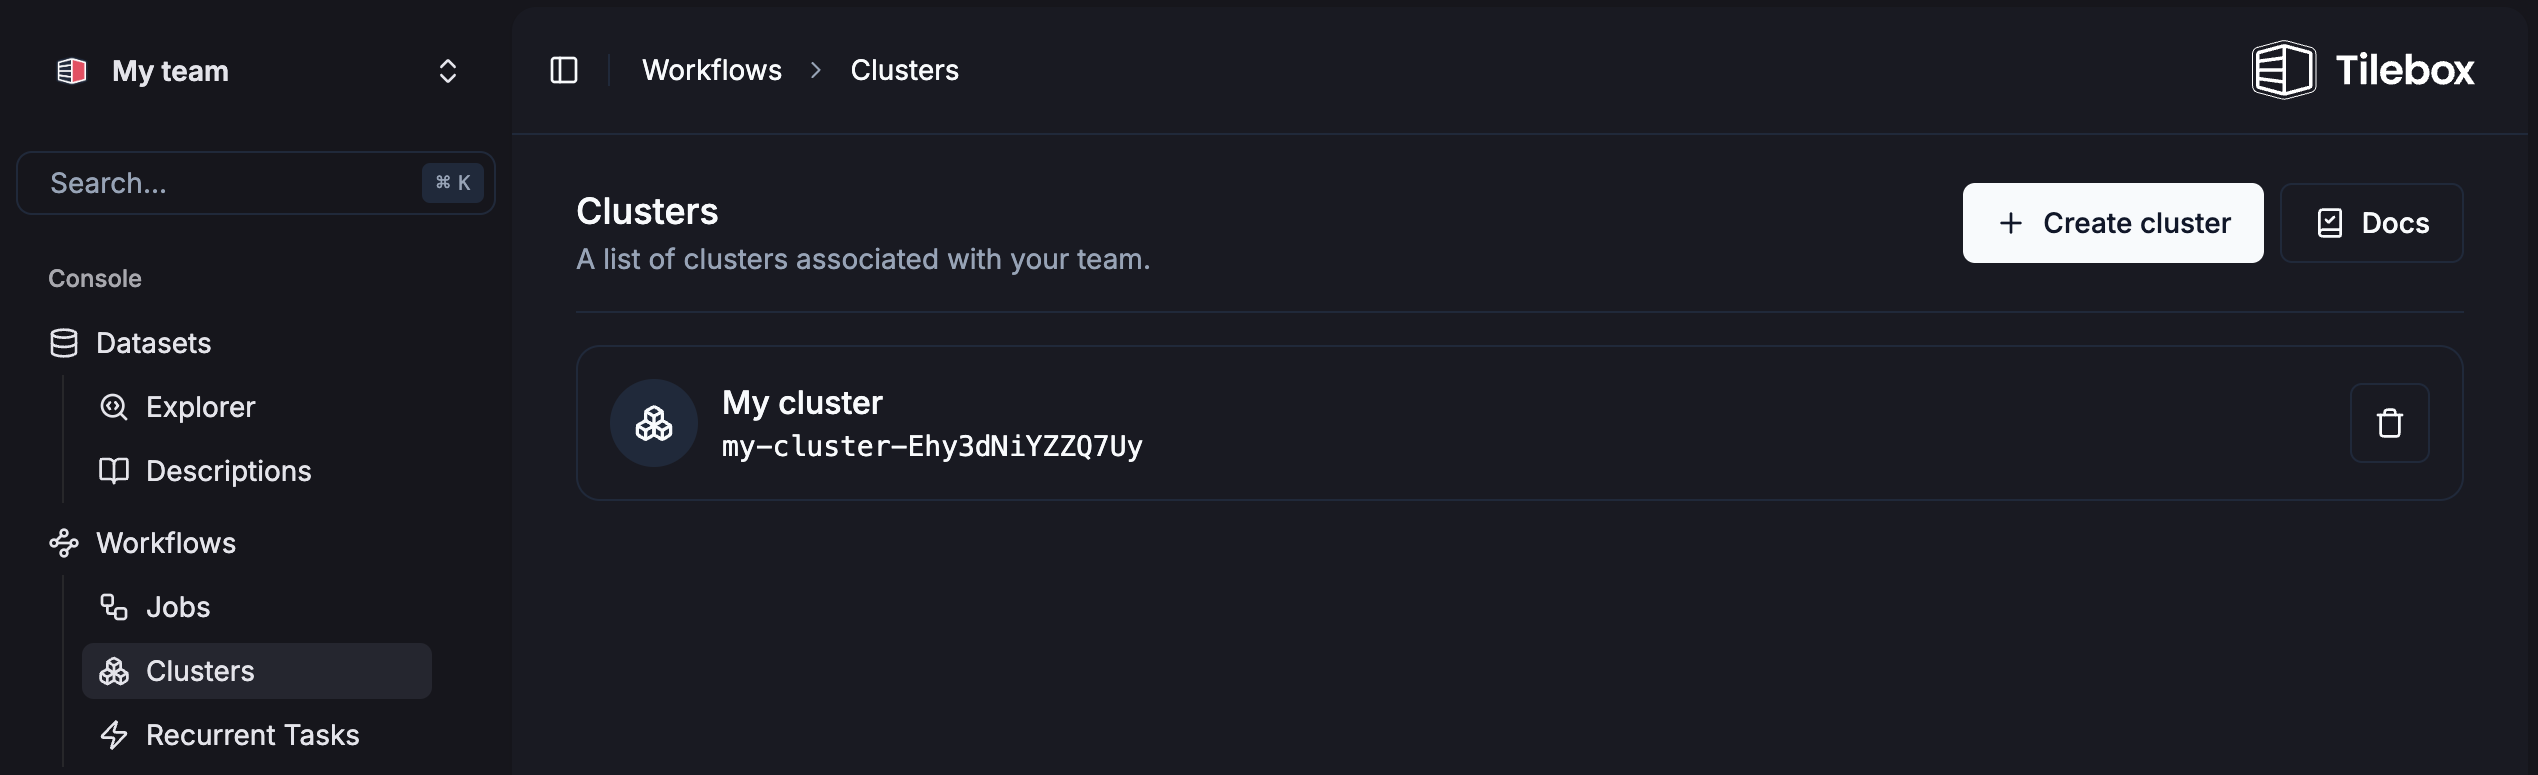 My team
Search...
⌘ K
Console
Datasets
Explorer
Descriptions
Workflows
Jobs
Clusters
Recurrent Tasks
Workflows > Clusters
Tilebox
Clusters
A list of clusters associated with your team.
+ Create cluster
Docs
My cluster
my-cluster-Ehy3dNiYZZQ7Uy